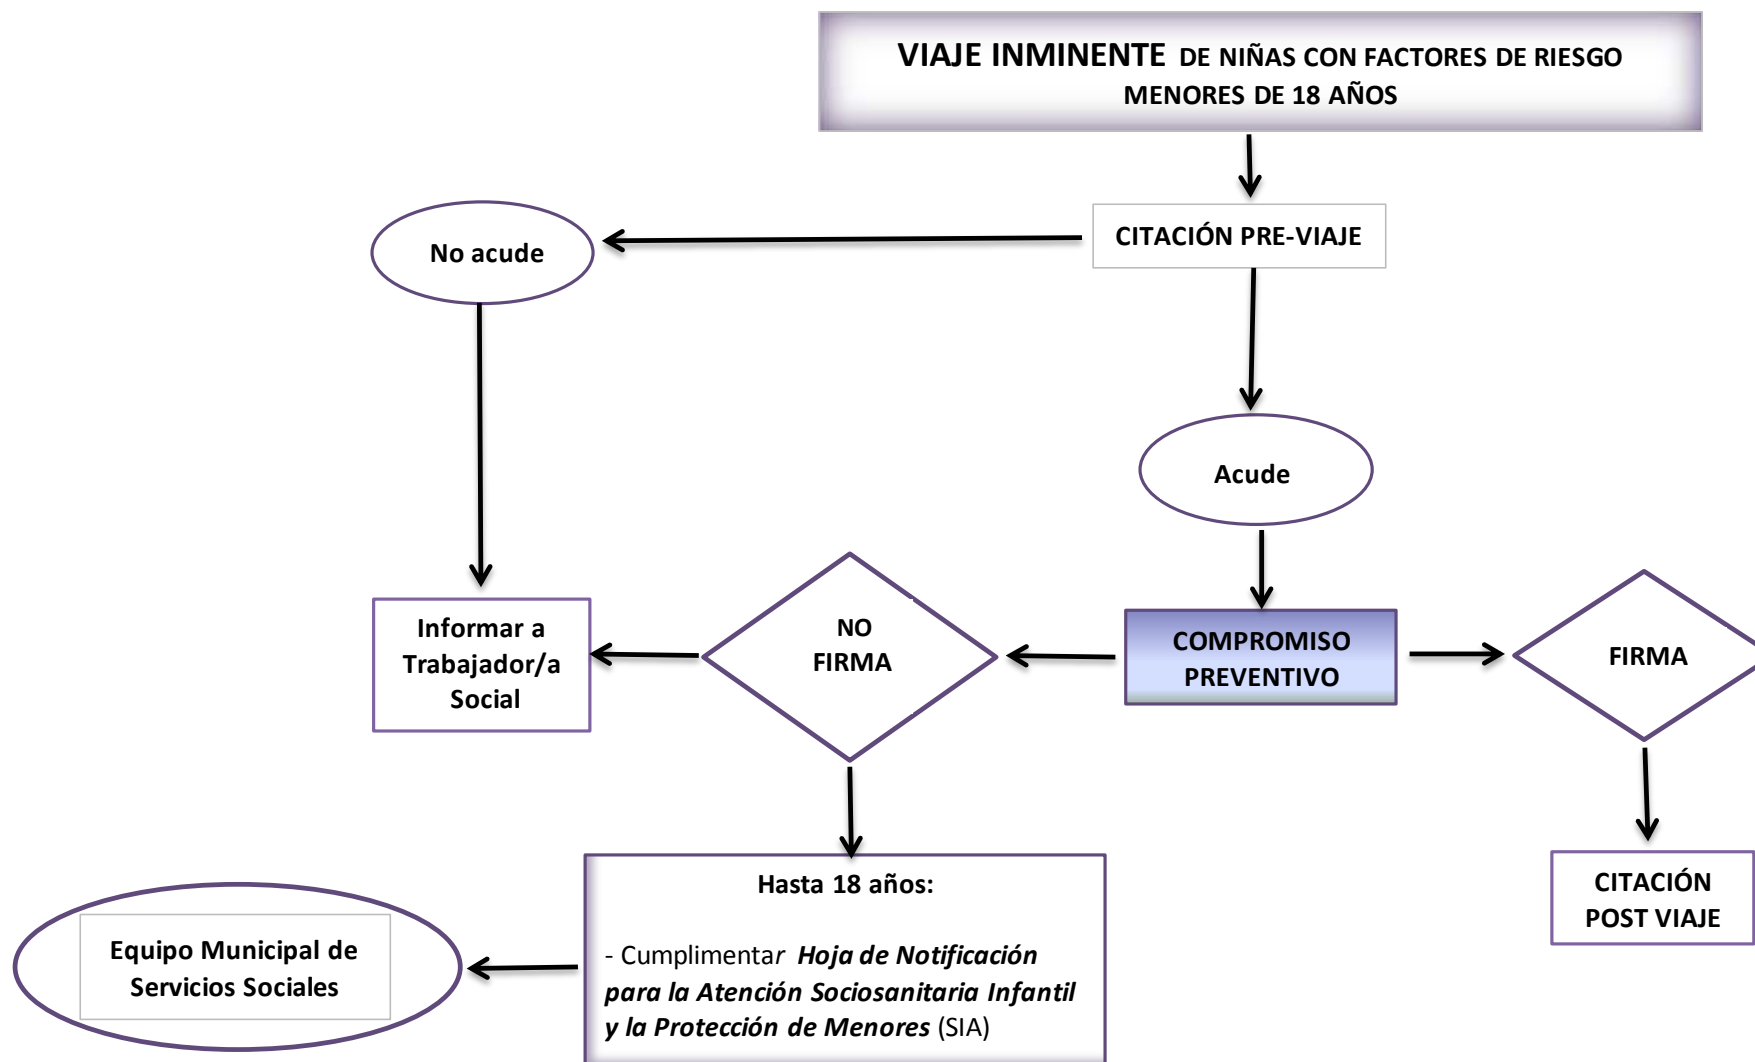 VIAJE INMINENTE DE NIÑAS CON FACTORES DE RIESGO
MENORES DE 18 AÑOS
CITACIÓN PRE-VIAJE
No acude
Acude
Informar a
Trabajador/a
Social
NO
FIRMA
COMPROMISO
PREVENTIVO
FIRMA
Hasta 18 años:
- Cumplimentar Hoja de Notificación
para la Atención Sociosanitaria Infantil
y la Protección de Menores (SIA)
Equipo Municipal de
Servicios Sociales
CITACIÓN
POST VIAJE